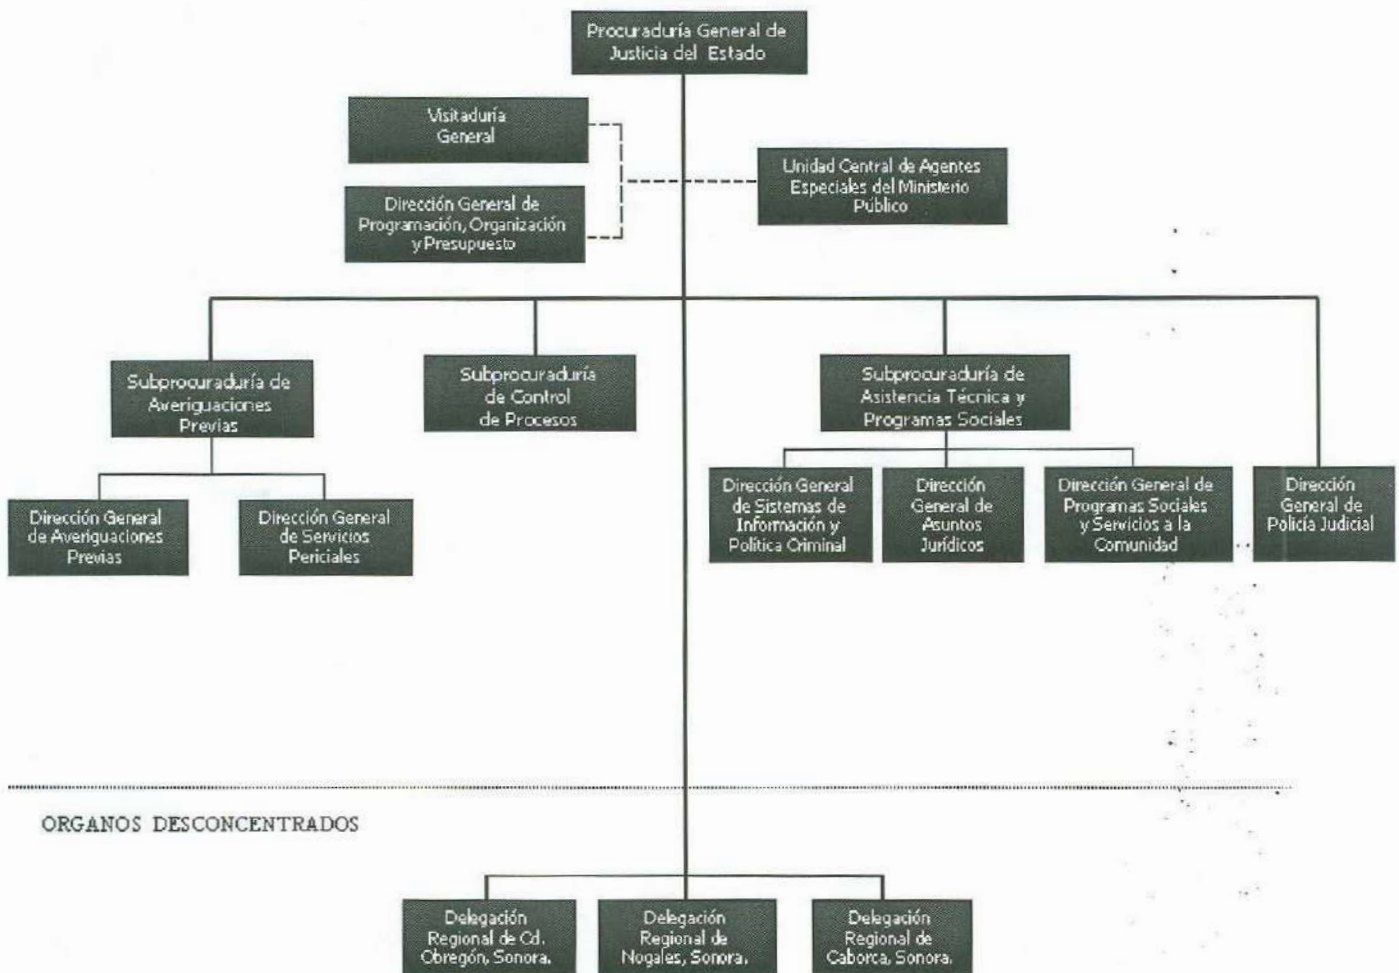 Procuraduría General de
Justicia del Estado
Visitaduría
General
Unidad Central de Agentes
Especiales del Ministerio
Público
Dirección General de
Programación, Organización
y Presupuesto
Subprocuraduría de
Averiguaciones
Previas
Subprocuraduría
de Control
de Procesos
Subprocuraduría de
Asistencia Técnica y
Programas Sociales
Dirección General
de Averiguaciones
Previas
Dirección General
de Servicios
Periciales
Dirección General
de Sistemas de
Información y
Política Criminal
Dirección
General de
Asuntos
Jurídicos
Dirección General de
Programas Sociales
y Servicios a la
Comunidad
Dirección
General de
Policía Judicial
ORGANOS DESCONCENTRADOS
Delegación
Regional de Cd.
Obregón, Sonora.
Delegación
Regional de
Nogales, Sonora.
Delegación
Regional de
Caborca, Sonora.